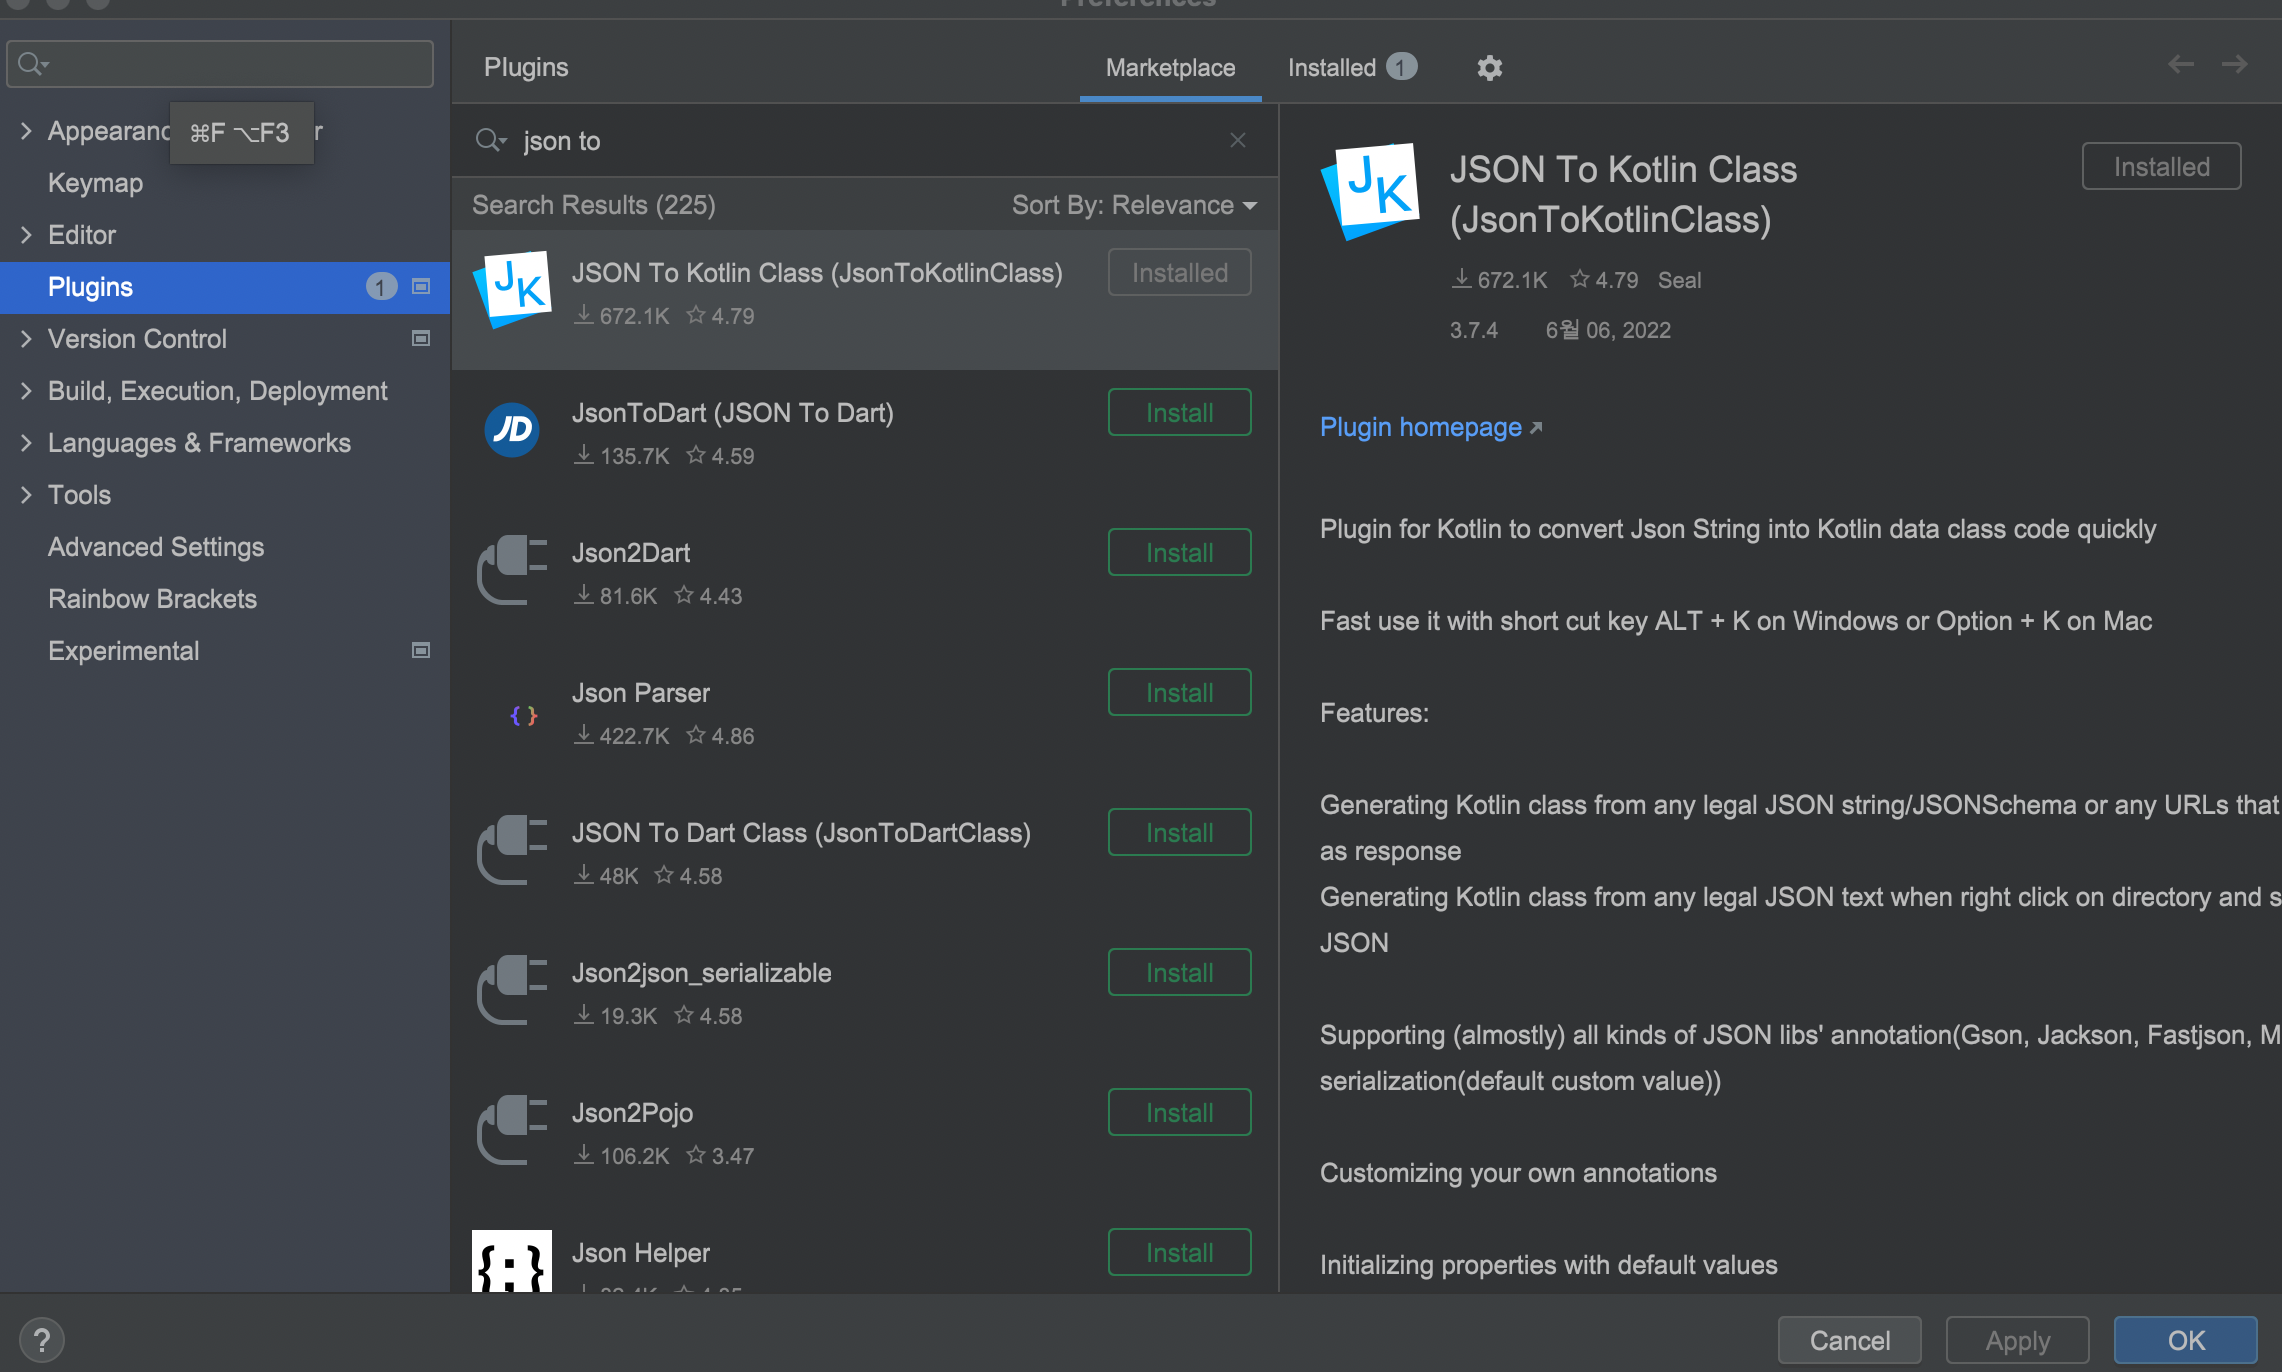 Preferences
Plugins
Marketplace
Installed 1
⌘F ⌥F3
Keymap
Editor
Plugins 1
Version Control
Build, Execution, Deployment
Languages & Frameworks
Tools
Advanced Settings
Rainbow Brackets
Experimental
json to
Search Results (225)
Sort By: Relevance
JK
JSON To Kotlin Class (JsonToKotlinClass)
Installed
672.1K 4.79
JD
JsonToDart (JSON To Dart)
Install
135.7K 4.59
Json2Dart
Install
81.6K 4.43
{ }
Json Parser
Install
422.7K 4.86
JSON To Dart Class (JsonToDartClass)
Install
48K 4.58
Json2json_serializable
Install
19.3K 4.58
Json2Pojo
Install
106.2K 3.47
{:}
Json Helper
Install
JK
JSON To Kotlin Class
(JsonToKotlinClass)
Installed
672.1K 4.79 Seal
3.7.4 6월 06, 2022
Plugin homepage
Plugin for Kotlin to convert Json String into Kotlin data class code quickly
Fast use it with short cut key ALT + K on Windows or Option + K on Mac
Features:
Generating Kotlin class from any legal JSON string/JSONSchema or any URLs that
as response
Generating Kotlin class from any legal JSON text when right click on directory and s
JSON
Supporting (almostly) all kinds of JSON libs' annotation(Gson, Jackson, Fastjson, M
serialization(default custom value))
Customizing your own annotations
Initializing properties with default values
?
Cancel
Apply
OK